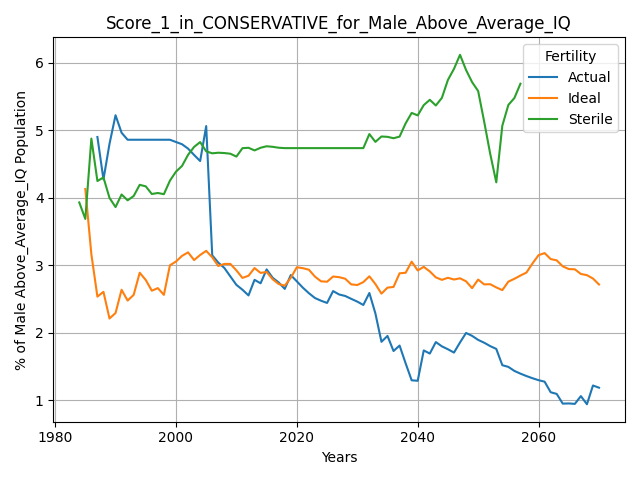 Score_1_in_CONSERVATIVE_for_Male_Above_Average_IQ
% of Male Above_Average_IQ Population
6
5
4
3
2
1
Fertility
Actual
Ideal
Sterile
1980 2000 2020 2040 2060
Years